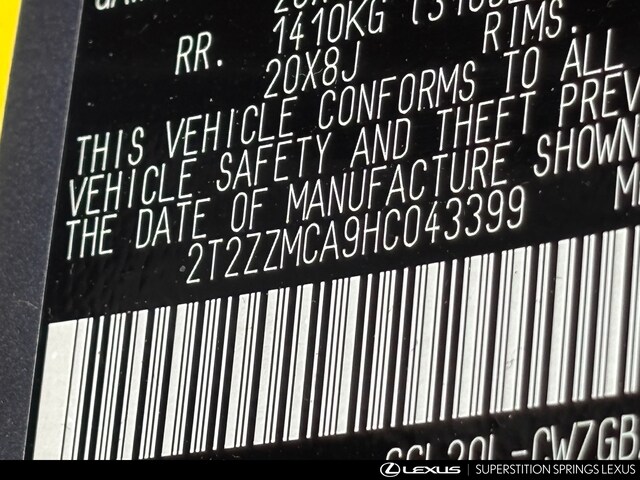 1410KG
RR. 20X8J RIMS.
THIS VEHICLE CONFORMS TO ALL
VEHICLE SAFETY AND THEFT
THE DATE OF MANUFACTURE SHOWN
2T2ZZMCA9HC043399
LEXUS | SUPERSTITION SPRINGS LEXUS